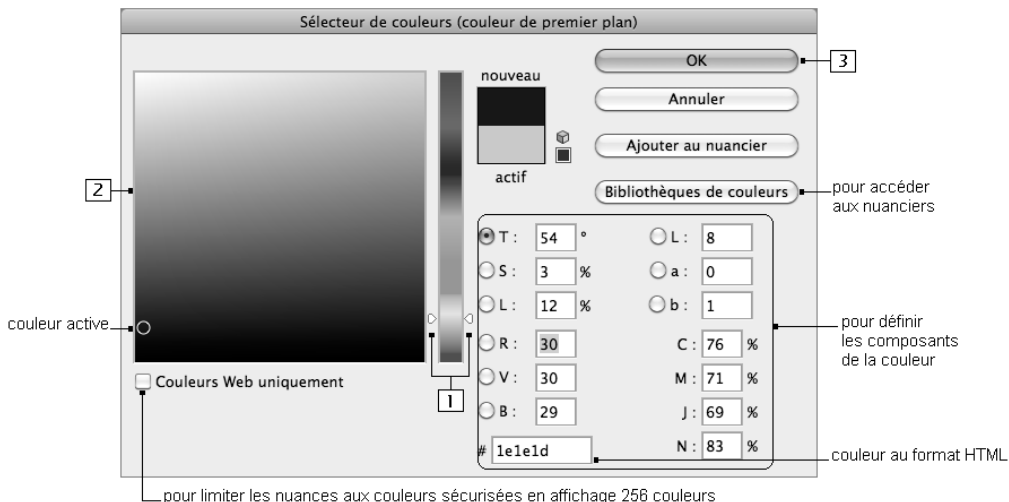 Sélecteur de couleurs (couleur de premier plan)
nouveau
OK
3
Annuler
Ajouter au nuancier
actif
2
Bibliothèques de couleurs
pour accéder
aux nuanciers
T : 54 °
L : 8
S : 3 %
a : 0
L : 12 %
b : 1
couleur active
pour définir
les composants
de la couleur
R : 30
C : 76 %
V : 30
M : 71 %
B : 29
J : 69 %
# 1e1e1d
N : 83 %
Couleurs Web uniquement
1
couleur au format HTML
pour limiter les nuances aux couleurs sécurisées en affichage 256 couleurs